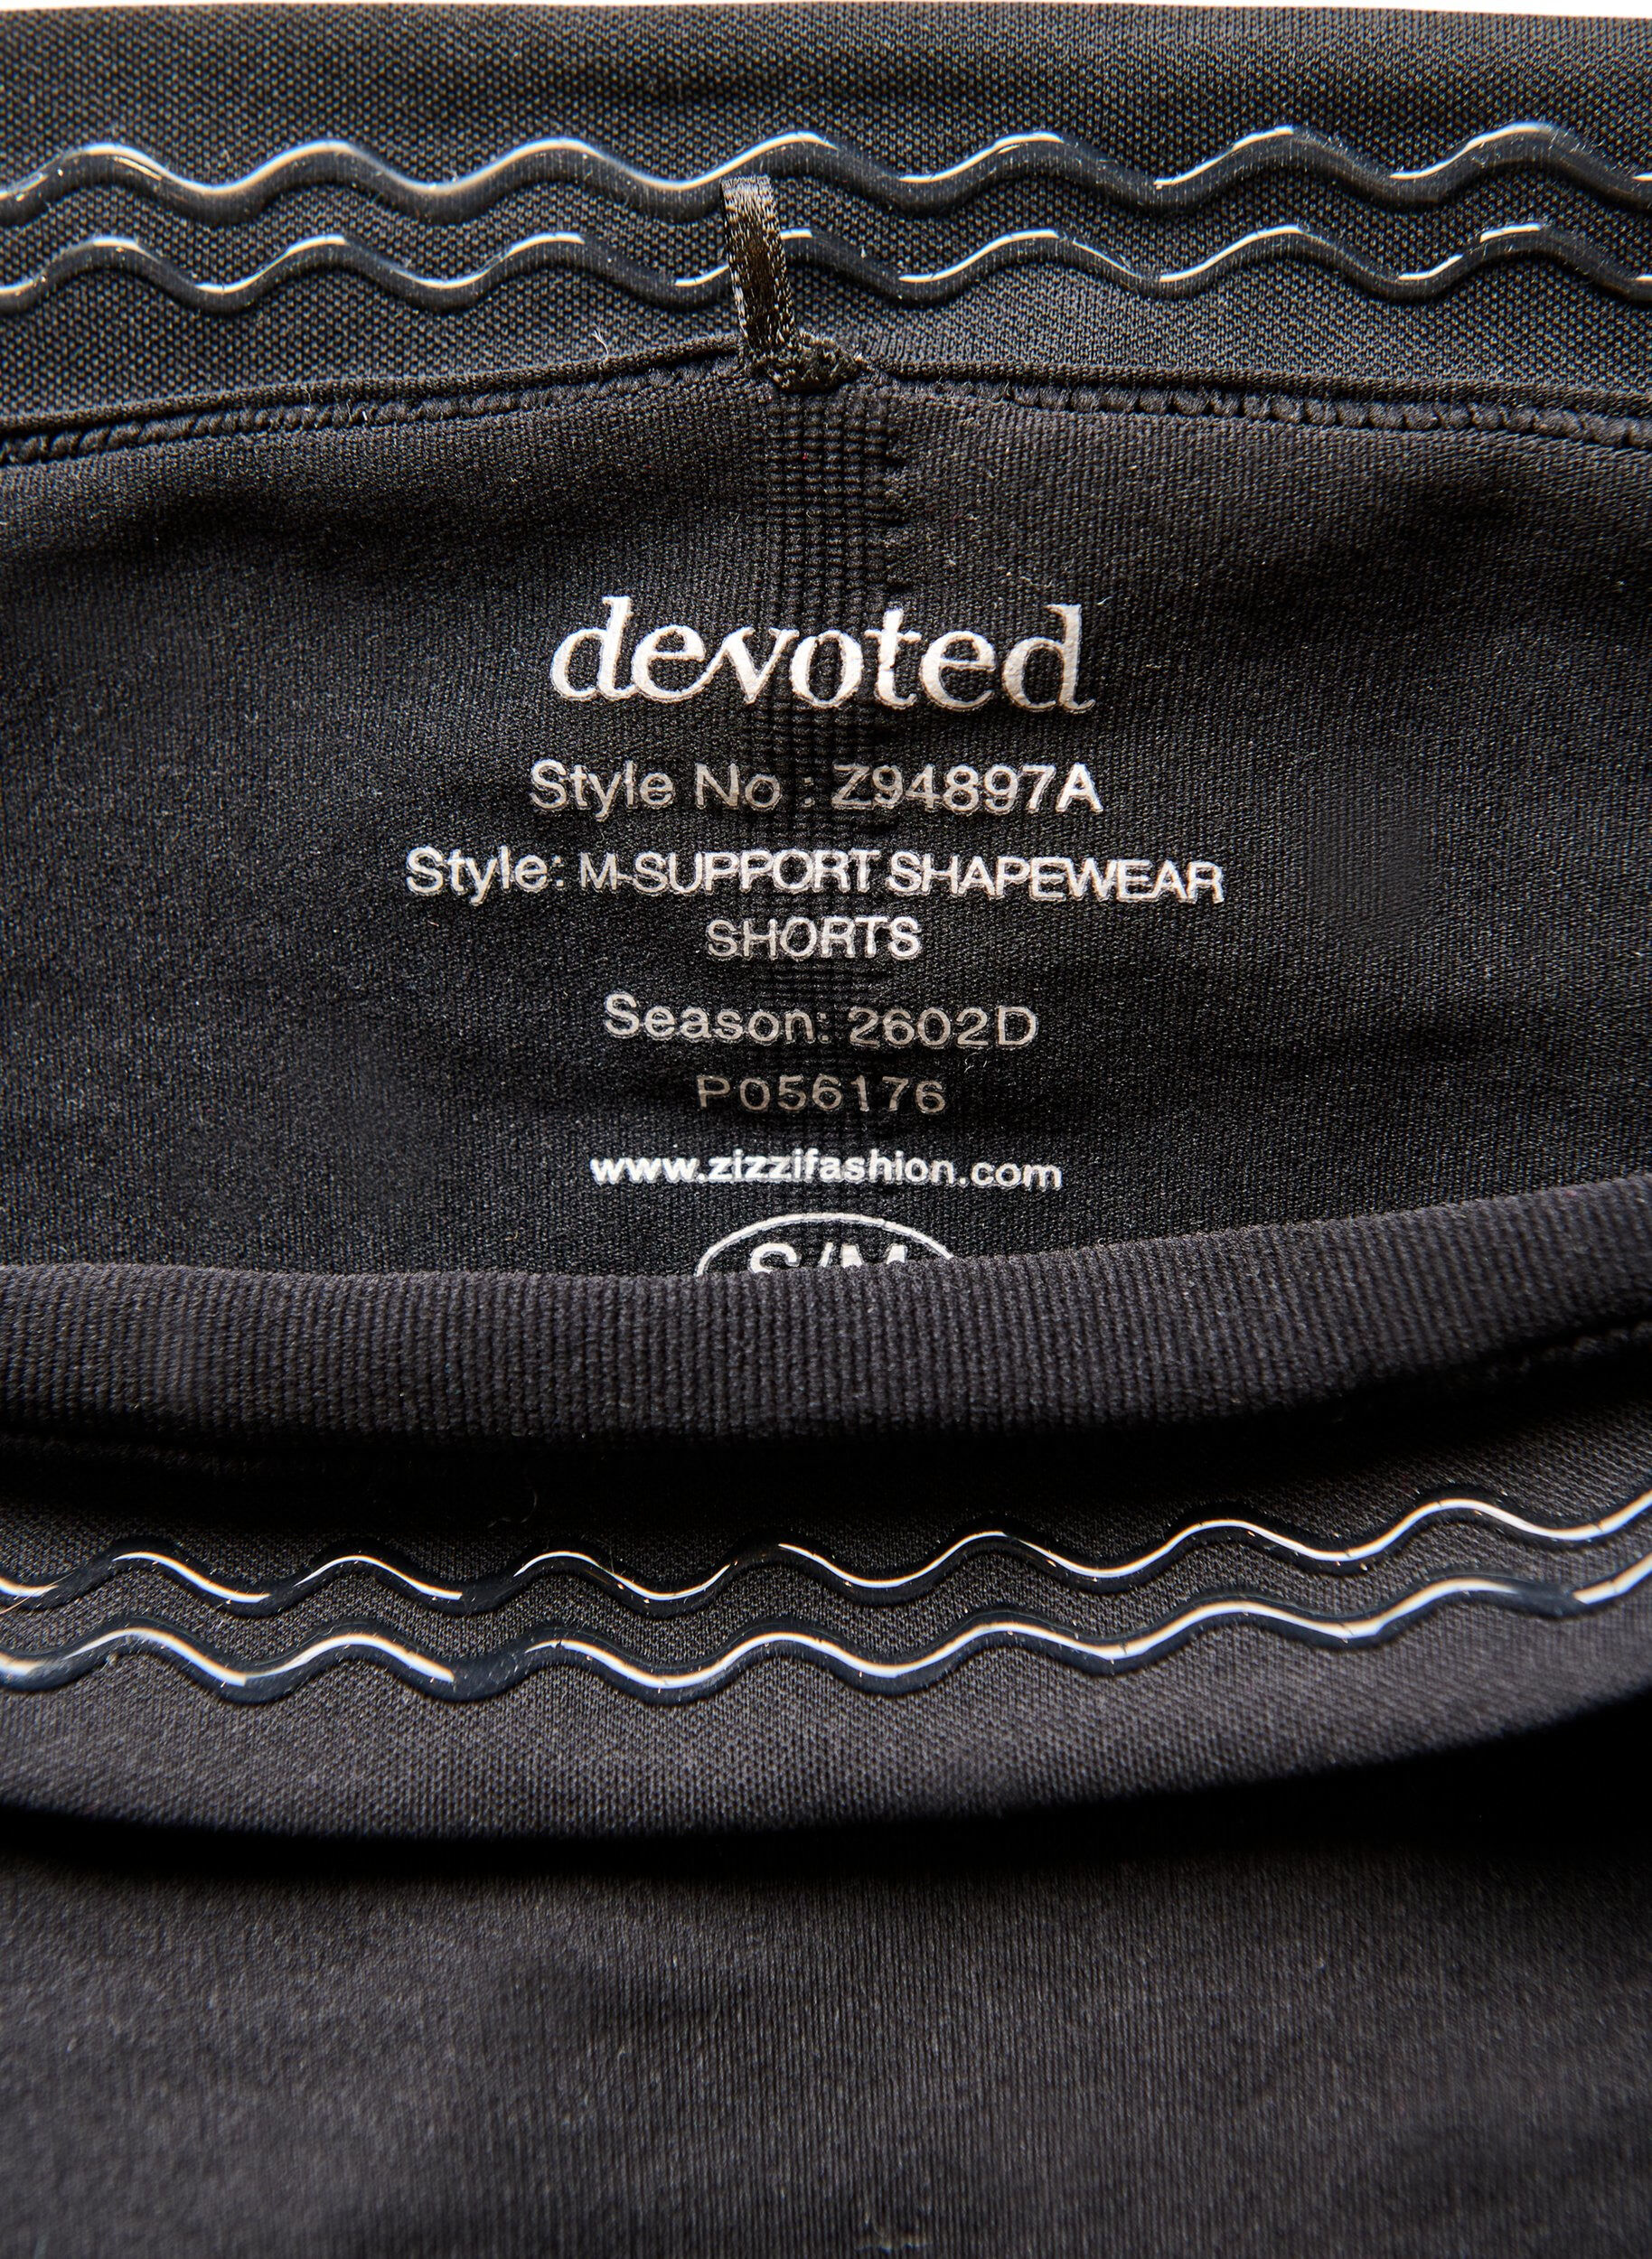 devoted
Style No : Z94897A
Style: M-SUPPORT SHAPEWEAR
SHORTS
Season: 2602D
P056176
www.zizzifashion.com
S/M